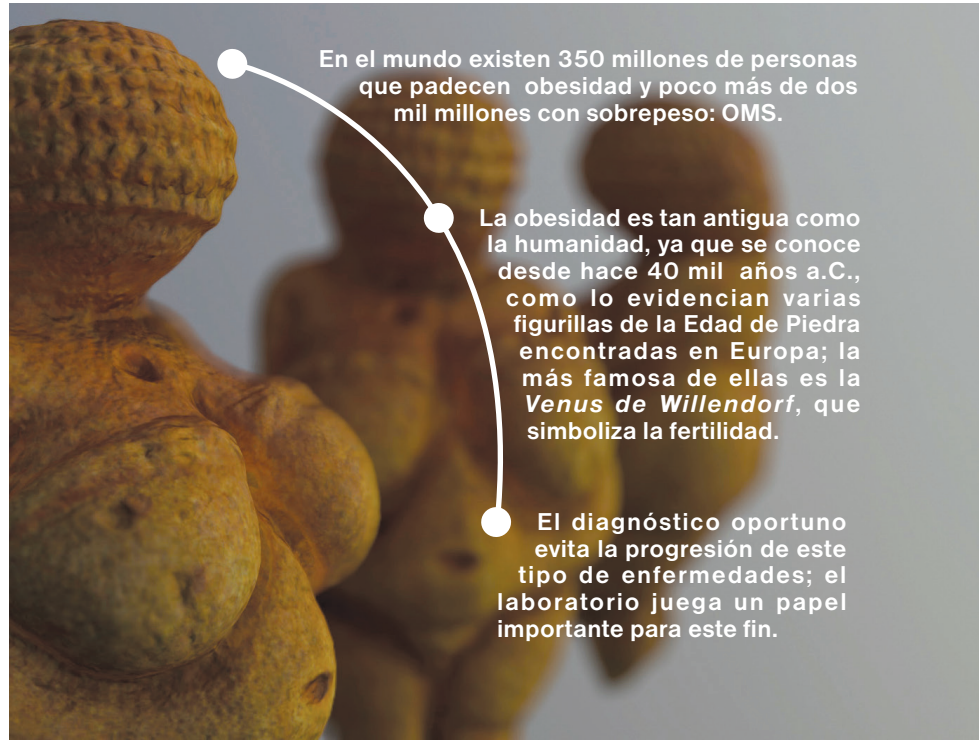 En el mundo existen 350 millones de personas
que padecen obesidad y poco más de dos
mil millones con sobrepeso: OMS.
La obesidad es tan antigua como
la humanidad, ya que se conoce
desde hace 40 mil años a.C.,
como lo evidencian varias
figurillas de la Edad de Piedra
encontradas en Europa; la
más famosa de ellas es la
Venus de Willendorf, que
simboliza la fertilidad.
El diagnóstico oportuno
evita la progresión de este
tipo de enfermedades; el
laboratorio juega un papel
importante para este fin.